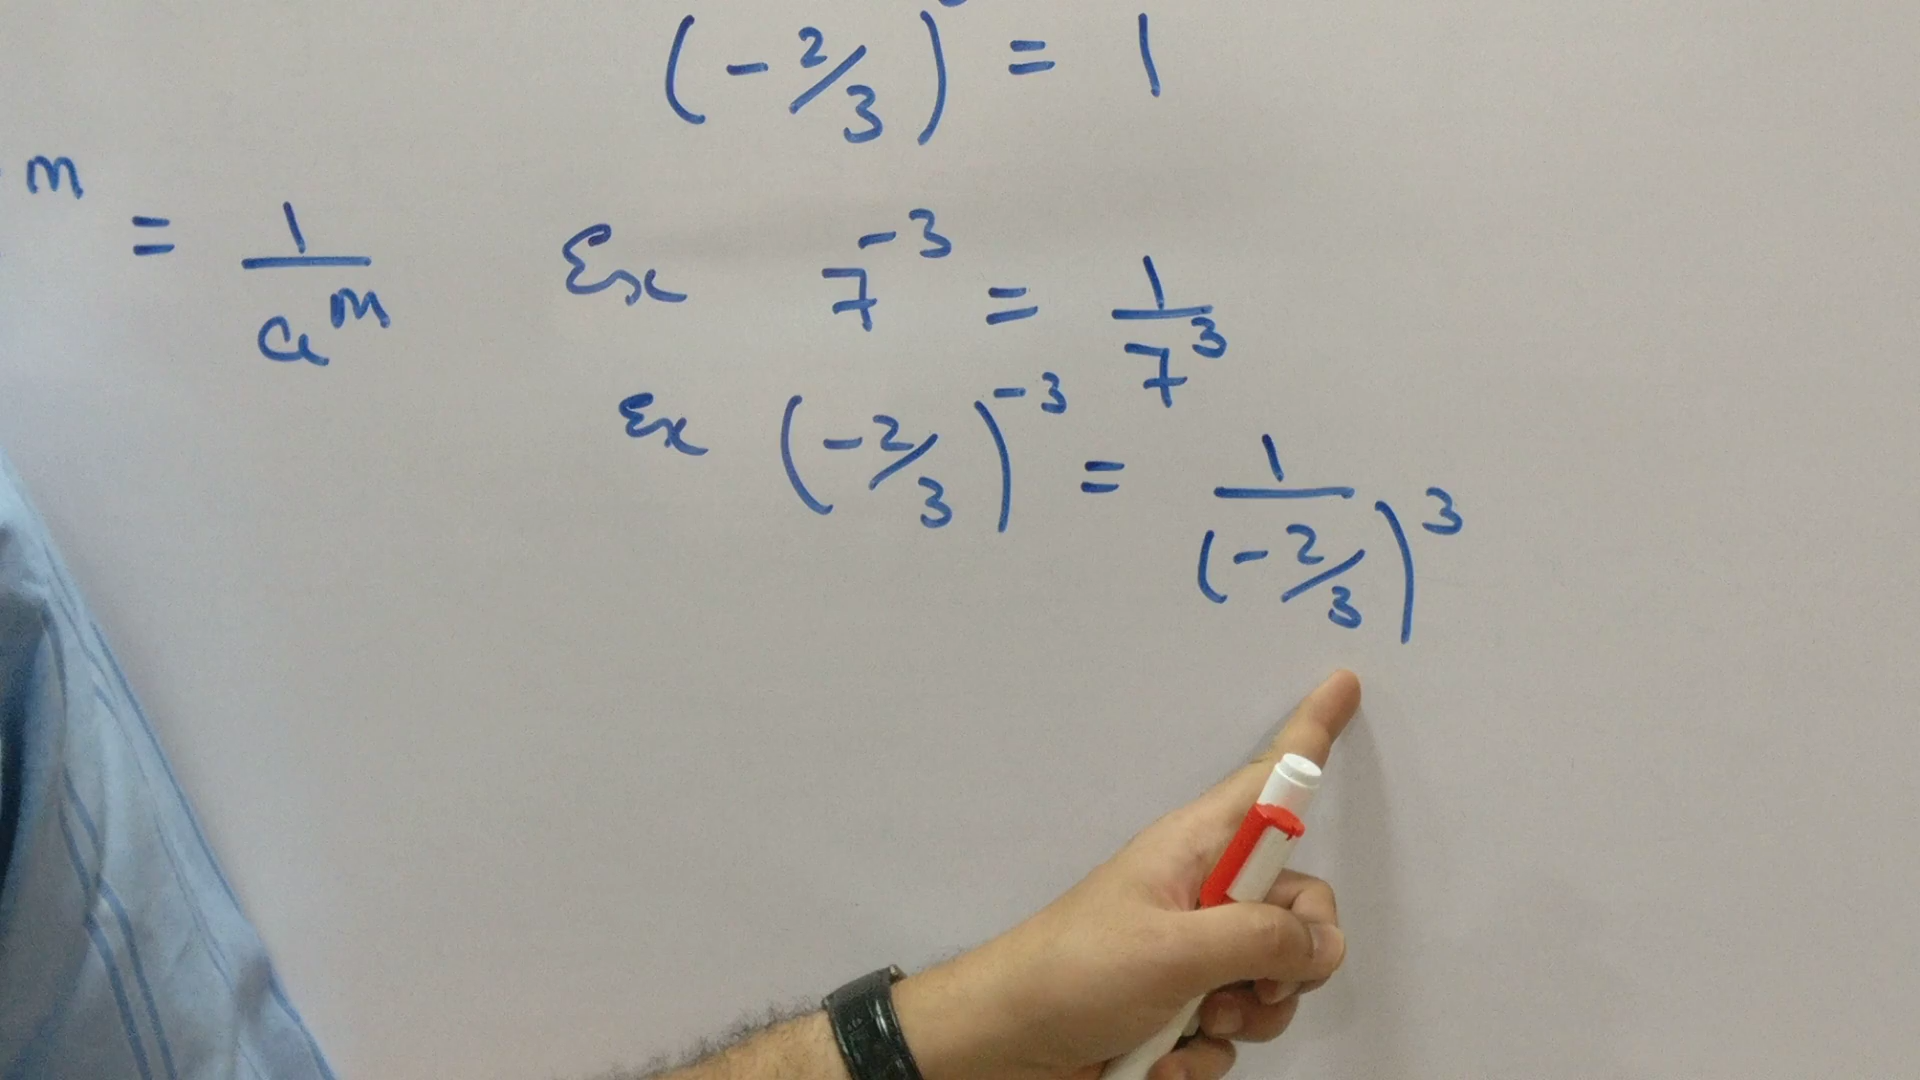 (-2/3) = 1
m = 1/a^m
Ex 7^-3 = 1/7^3
Ex (-2/3)^-3 = 1/(-2/3)^3